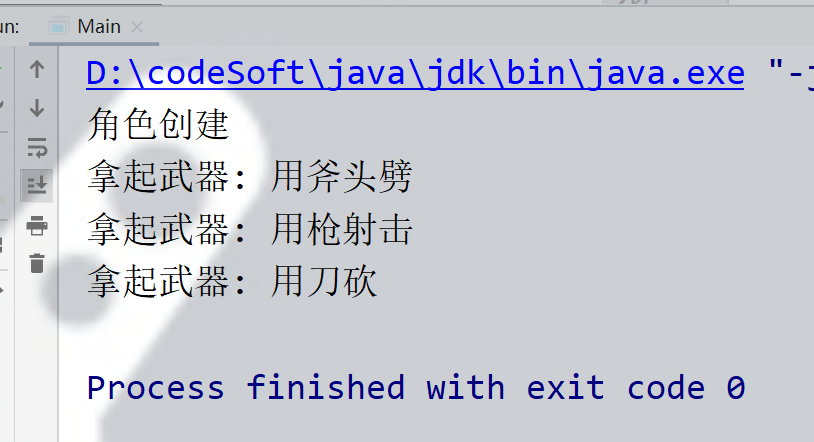 un:
Main
D:\codeSoft\java\jdk\bin\java.exe "-j
角色创建
拿起武器: 用斧头劈
拿起武器: 用枪射击
拿起武器: 用刀砍
Process finished with exit code 0